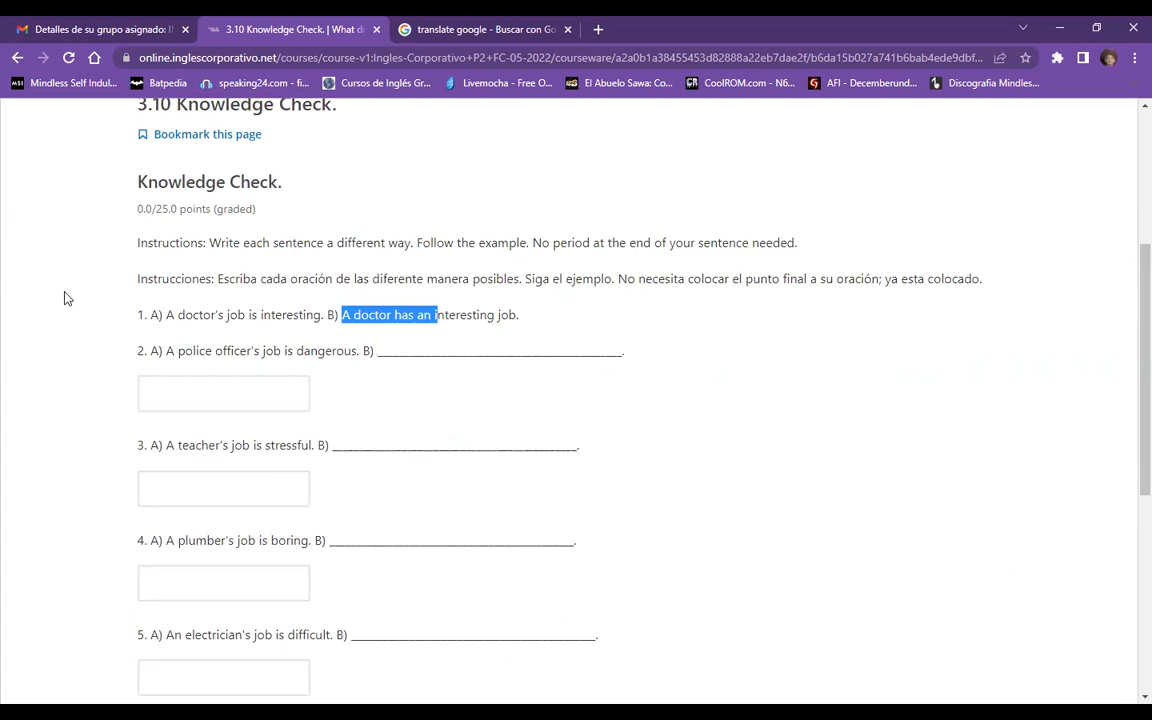 Detalles de su grupo asignado: II
3.10 Knowledge Check. | What d
translate google - Buscar con Go
online.inglescorporativo.net/courses/course-v1:Ingles-Corporativo+P2+FC-05-2022/courseware/a2a0b1a38455453d82888a22eb7dae2f/b6da15b027a741b6bab4ede9dbf...
Mindless Self Indul...
Batpedia
speaking24.com - fi...
Cursos de Inglés Gr...
Livemocha - Free O...
El Abuelo Sawa: Co...
CoolROM.com - N6...
AFI - Decemberund...
Discografia Mindles...
3.10 Knowledge Check.
Bookmark this page
Knowledge Check.
0.0/25.0 points (graded)
Instructions: Write each sentence a different way. Follow the example. No period at the end of your sentence needed.
Instrucciones: Escriba cada oración de las diferente manera posibles. Siga el ejemplo. No necesita colocar el punto final a su oración; ya esta colocado.
1. A) A doctor's job is interesting. B) A doctor has an interesting job.
2. A) A police officer's job is dangerous. B) ______________________________.
3. A) A teacher's job is stressful. B) ______________________________.
4. A) A plumber's job is boring. B) ______________________________.
5. A) An electrician's job is difficult. B) ______________________________.